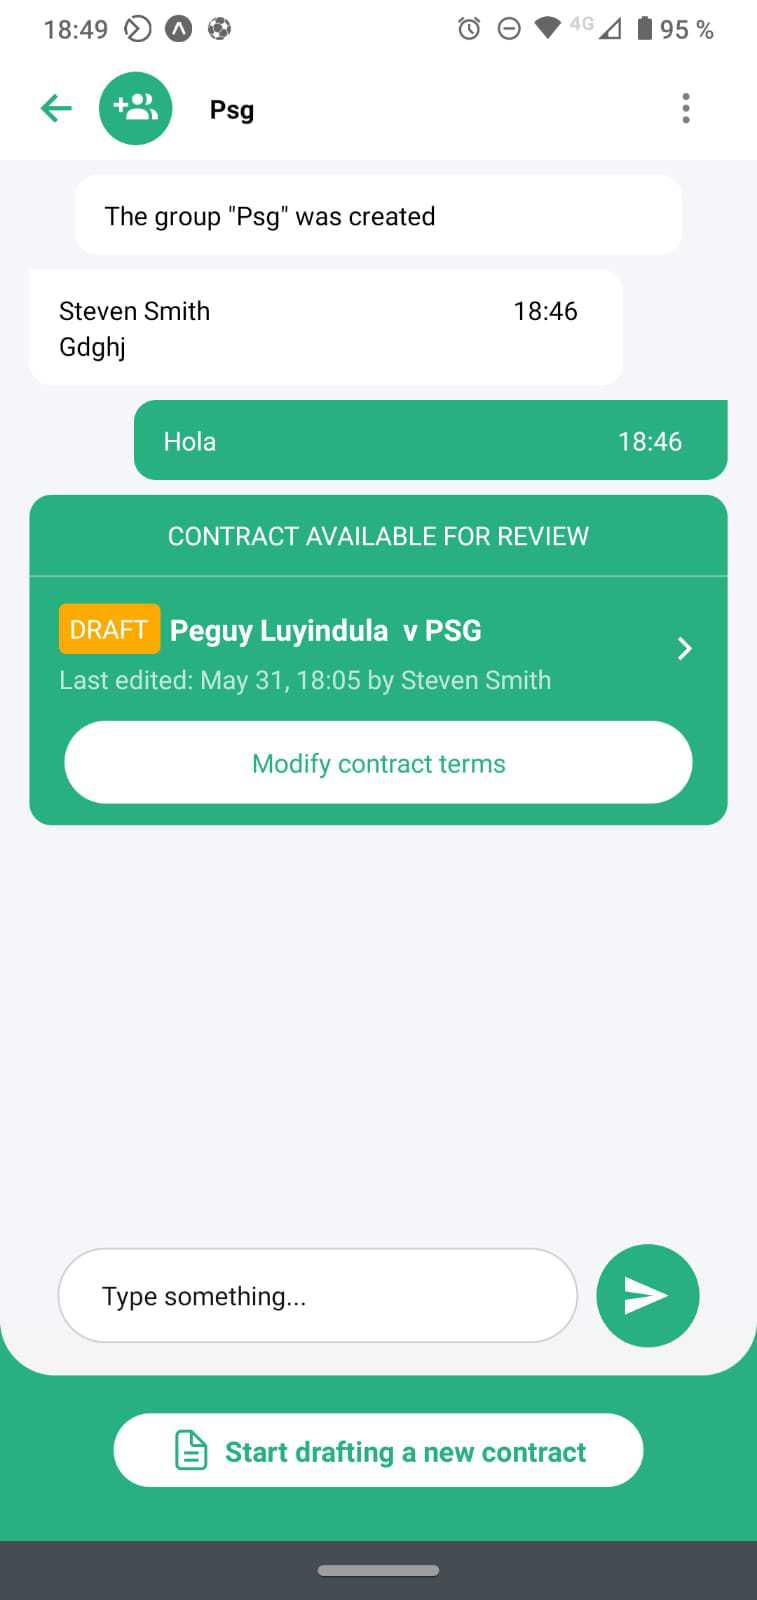 18:49
4G
95 %
Psg
The group "Psg" was created
Steven Smith 18:46
Gdghj
Hola 18:46
CONTRACT AVAILABLE FOR REVIEW
DRAFT Peguy Luyindula v PSG
Last edited: May 31, 18:05 by Steven Smith
Modify contract terms
Type something...
Start drafting a new contract